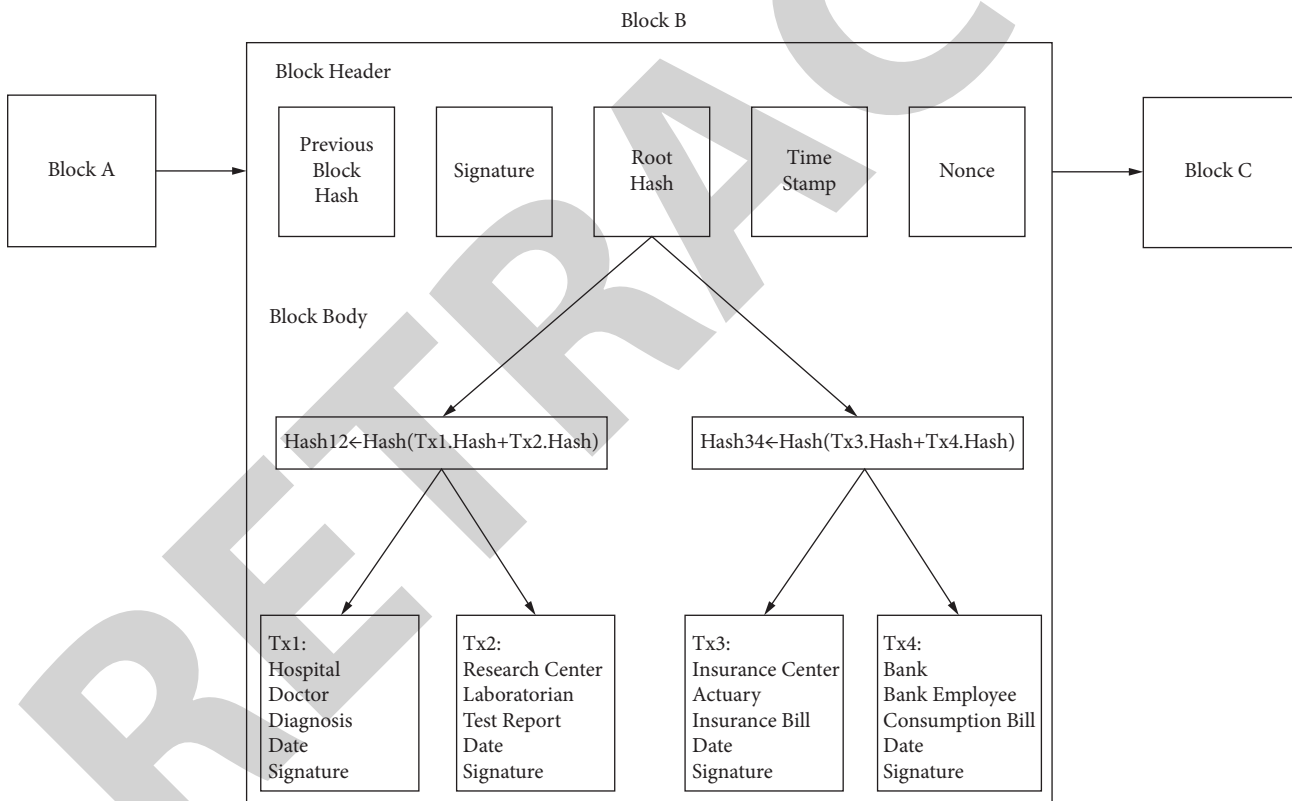 Block B
Block Header
Block A
Previous
Block
Hash
Signature
Root
Hash
Time
Stamp
Nonce
Block C
Block Body
Hash12←Hash(Tx1.Hash+Tx2.Hash)
Hash34←Hash(Tx3.Hash+Tx4.Hash)
Tx1:
Hospital
Doctor
Diagnosis
Date
Signature
Tx2:
Research Center
Laboratorian
Test Report
Date
Signature
Tx3:
Insurance Center
Actuary
Insurance Bill
Date
Signature
Tx4:
Bank
Bank Employee
Consumption Bill
Date
Signature
RETRAC